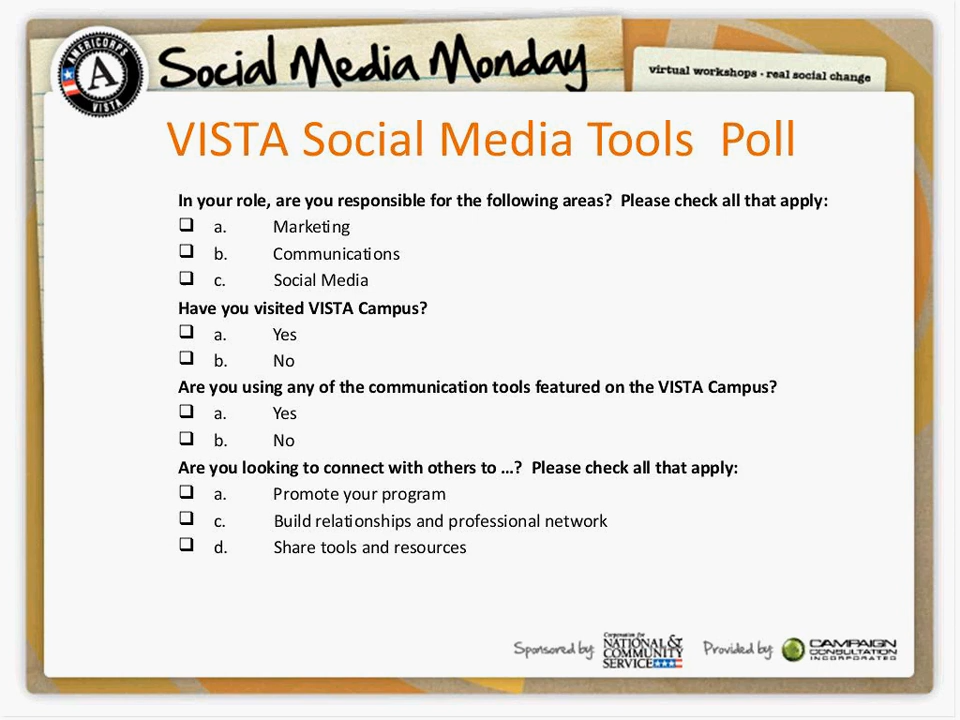 AMERICORPS
A
VISTA
Social Media Monday
virtual workshops · real social change
VISTA Social Media Tools Poll
In your role, are you responsible for the following areas? Please check all that apply:
❑ a. Marketing
❑ b. Communications
❑ c. Social Media
Have you visited VISTA Campus?
❑ a. Yes
❑ b. No
Are you using any of the communication tools featured on the VISTA Campus?
❑ a. Yes
❑ b. No
Are you looking to connect with others to …? Please check all that apply:
❑ a. Promote your program
❑ c. Build relationships and professional network
❑ d. Share tools and resources
Sponsored by:
Corporation for
NATIONAL &
COMMUNITY
SERVICE
Provided by:
CAMPAIGN
CONSULTATION
INCORPORATED